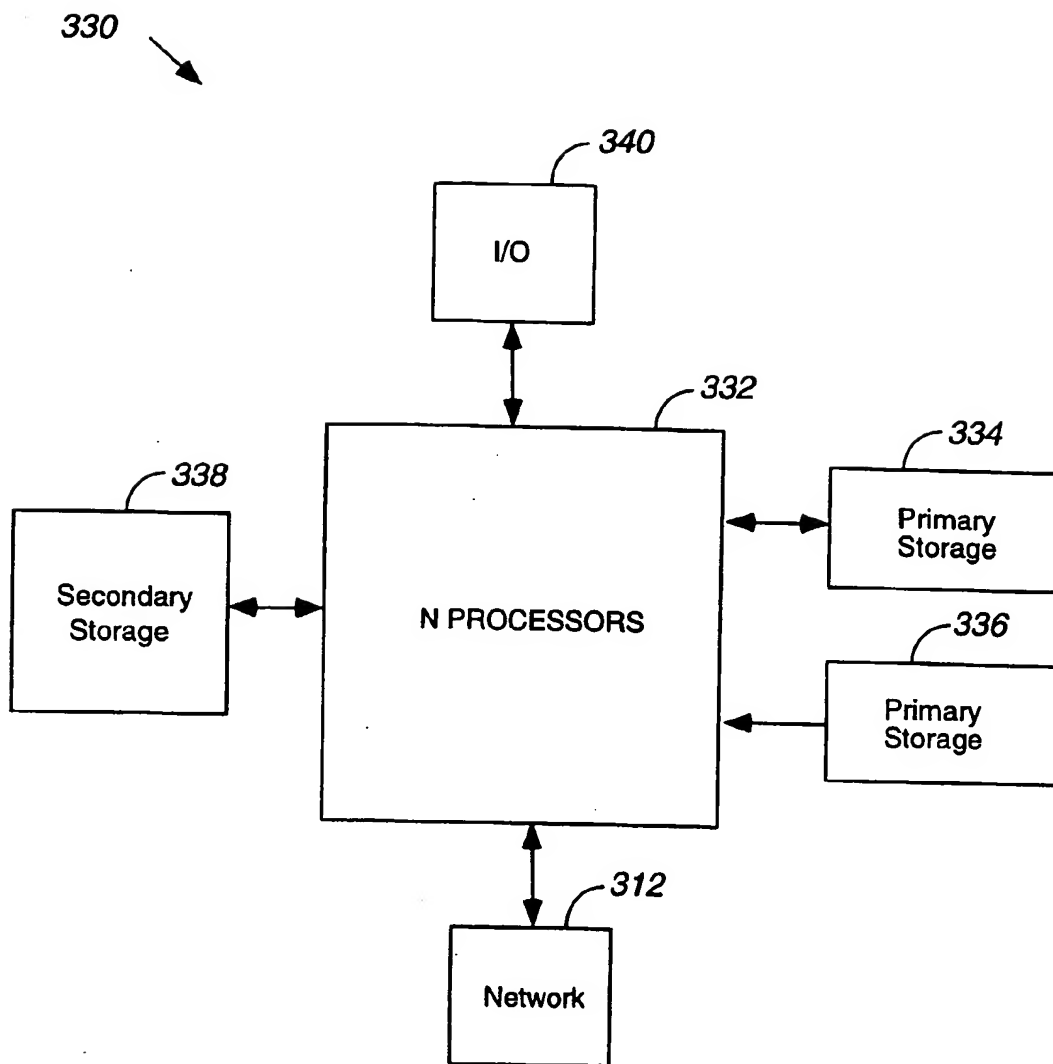 330
340
I/O
332
334
338
Primary
Storage
Secondary
Storage
N PROCESSORS
336
Primary
Storage
312
Network